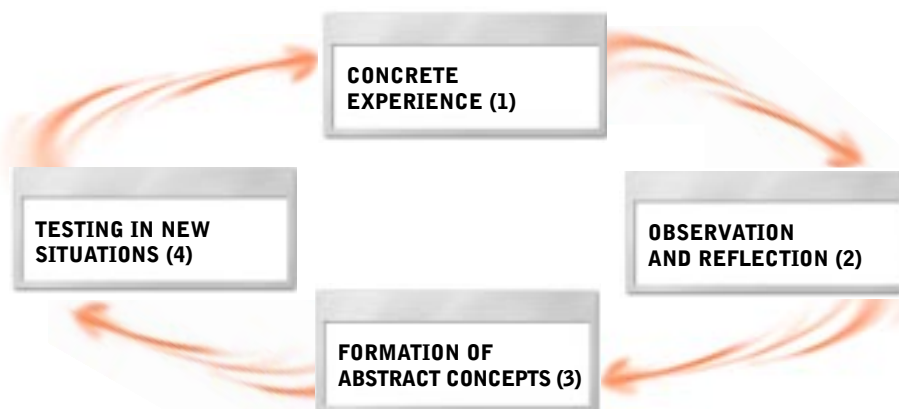 CONCRETE
EXPERIENCE (1)
OBSERVATION
AND REFLECTION (2)
FORMATION OF
ABSTRACT CONCEPTS (3)
TESTING IN NEW
SITUATIONS (4)